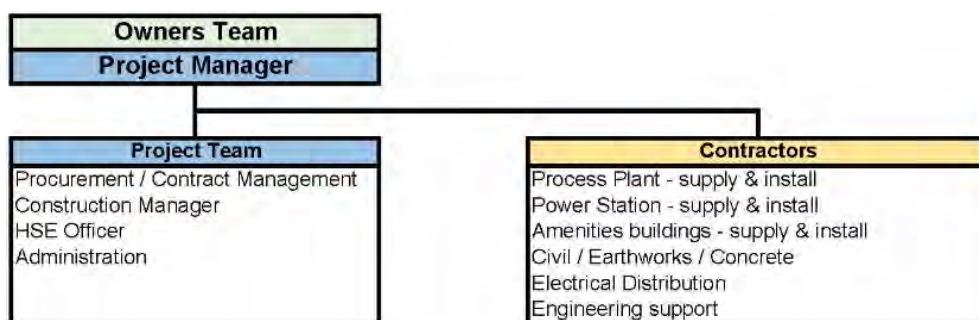 Owners Team
Project Manager
Project Team
Procurement / Contract Management
Construction Manager
HSE Officer
Administration
Contractors
Process Plant - supply & install
Power Station - supply & install
Amenities buildings - supply & install
Civil / Earthworks / Concrete
Electrical Distribution
Engineering support